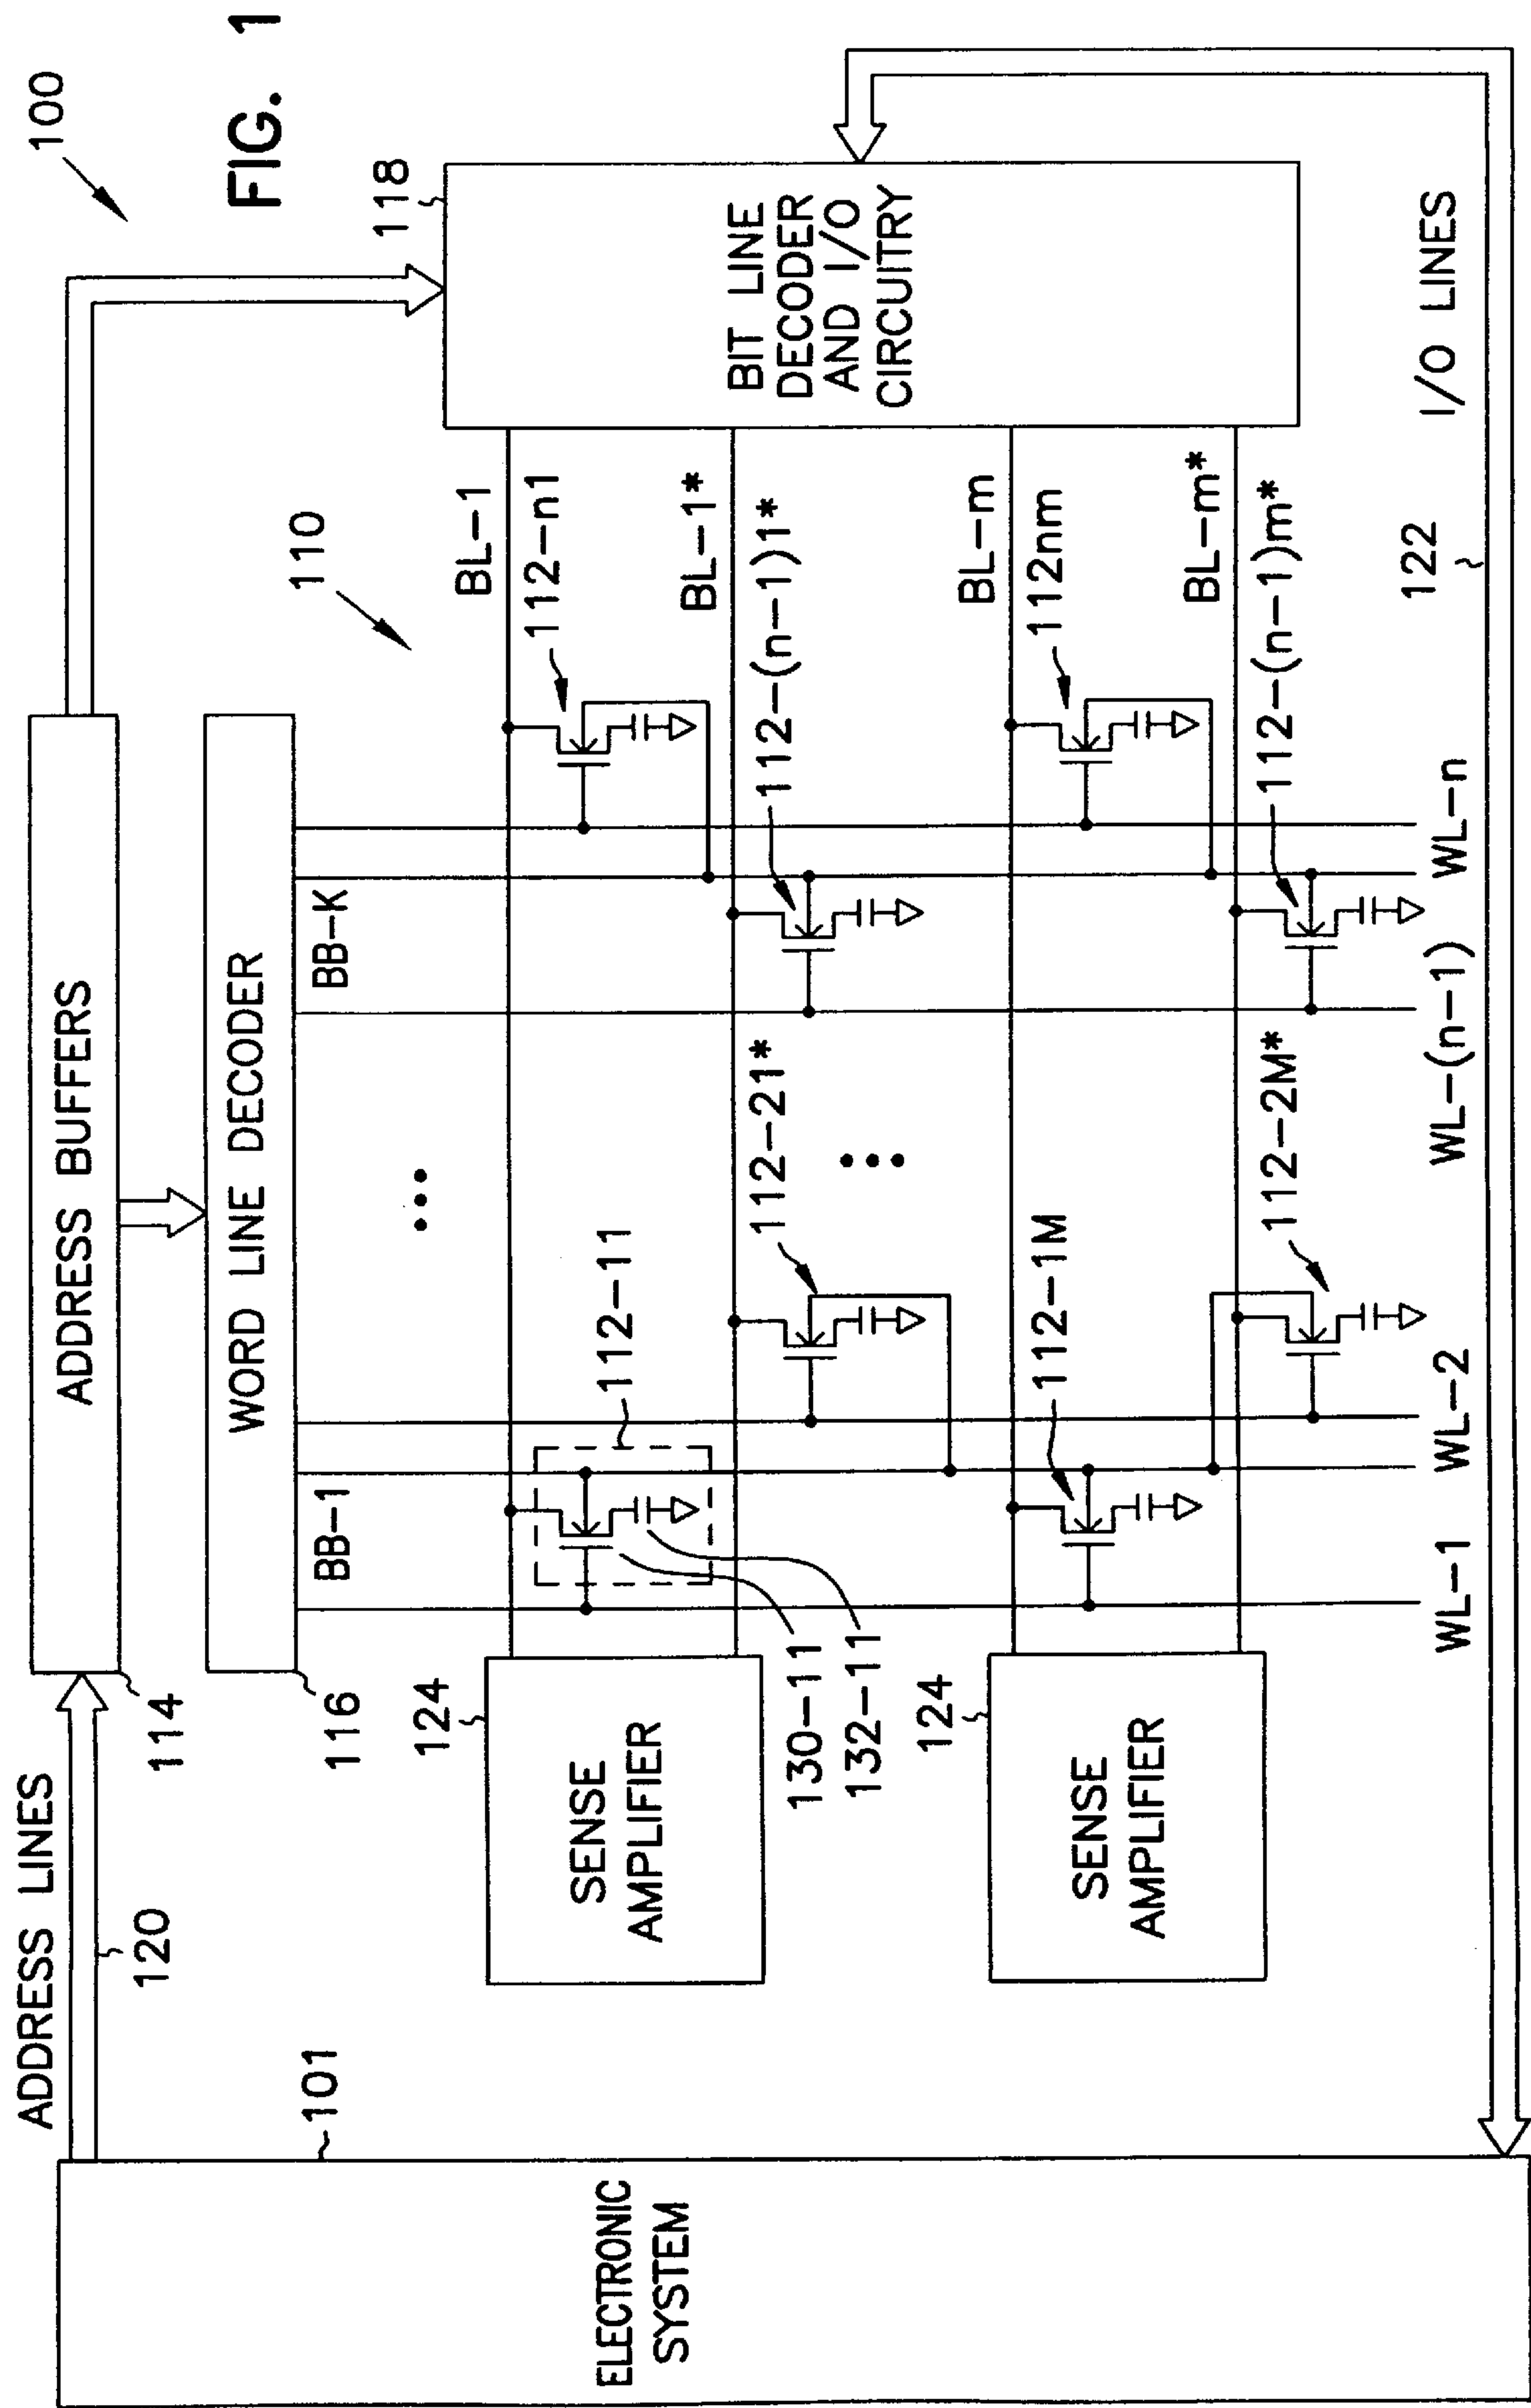 FIG. 1
100
ADDRESS LINES
120
ADDRESS BUFFERS
114
WORD LINE DECODER
116
101
ELECTRONIC
SYSTEM
118
BIT LINE
DECODER
AND I/O
CIRCUITRY
110
BB-1
BB-K
BL-1
112-11
112-n1
124
SENSE
AMPLIFIER
130-11
132-11
BL-1*
112-21*
112-(n-1)1*
BL-m
112-1M
112nm
124
SENSE
AMPLIFIER
BL-m*
112-2M*
112-(n-1)m*
WL-1
WL-2
WL-(n-1)
WL-n
122
I/O LINES